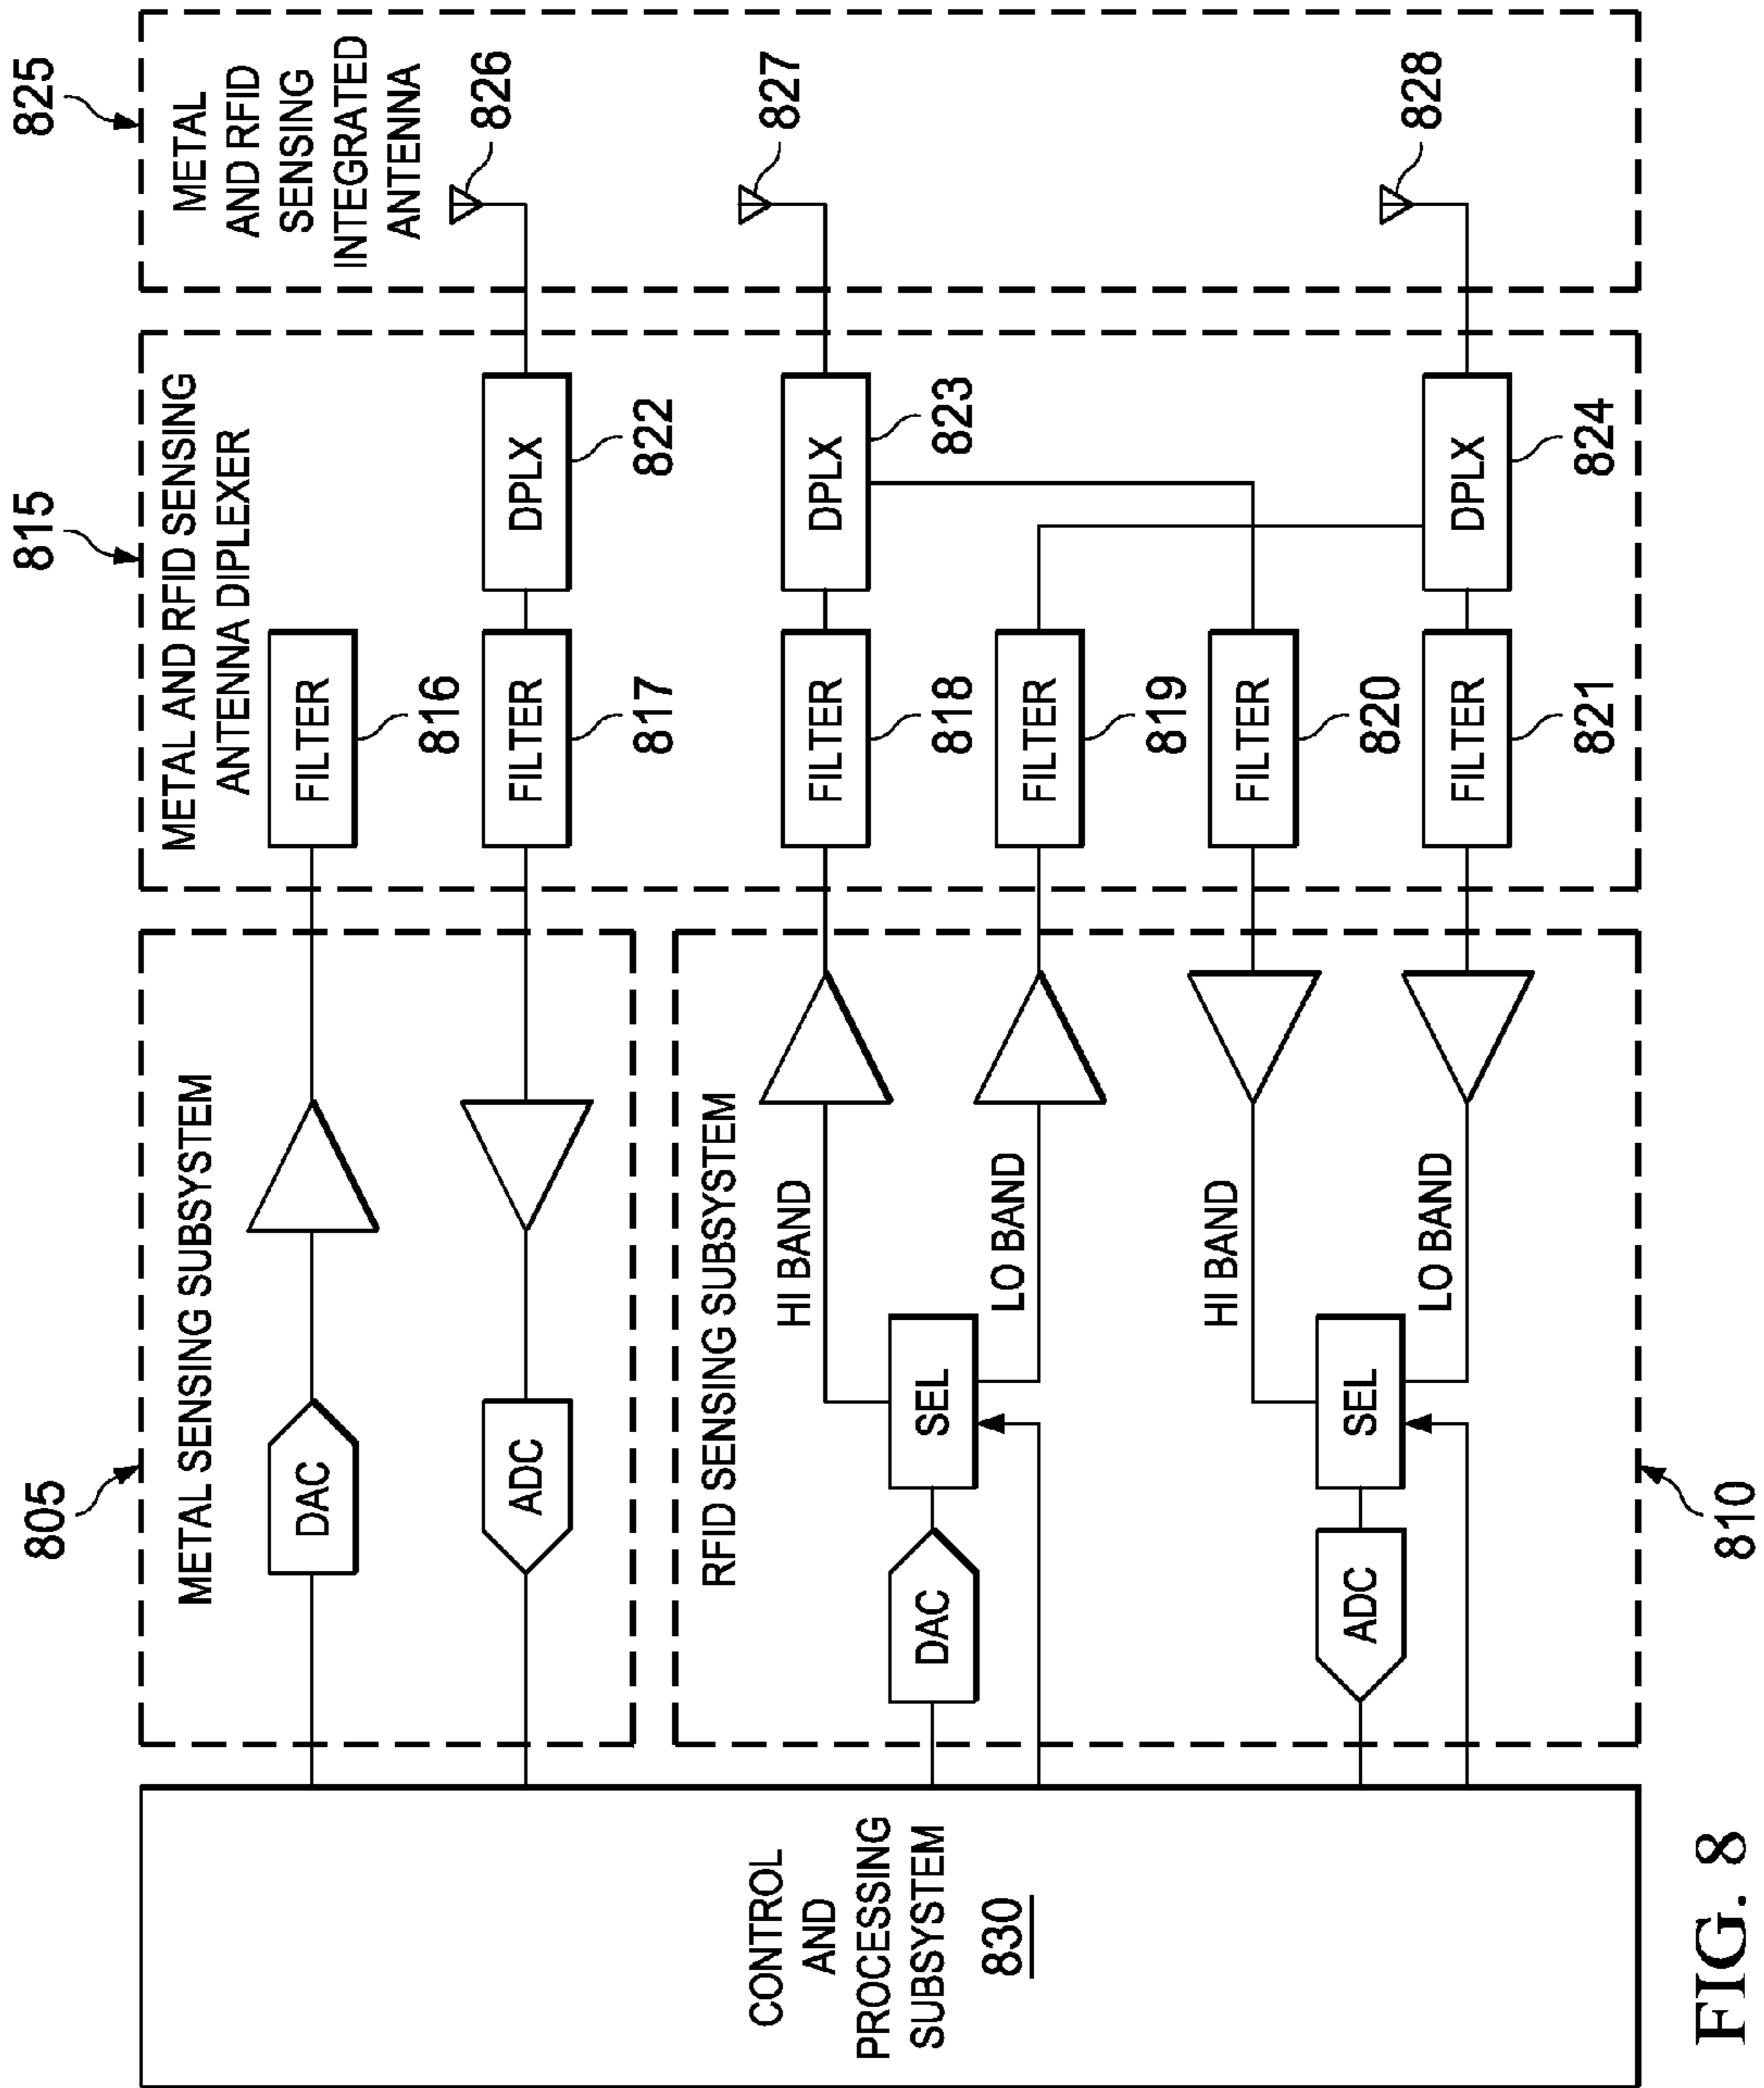 825
METAL
AND RFID
SENSING
INTEGRATED
ANTENNA
826
827
828
815
METAL AND RFID SENSING
ANTENNA DIPLEXER
FILTER
816
FILTER
817
DPLX
822
FILTER
818
DPLX
823
FILTER
819
FILTER
820
FILTER
821
DPLX
824
805
METAL SENSING SUBSYSTEM
DAC
ADC
RFID SENSING SUBSYSTEM
HI BAND
LO BAND
SEL
DAC
HI BAND
LO BAND
SEL
ADC
810
CONTROL
AND
PROCESSING
SUBSYSTEM
830
FIG. 8